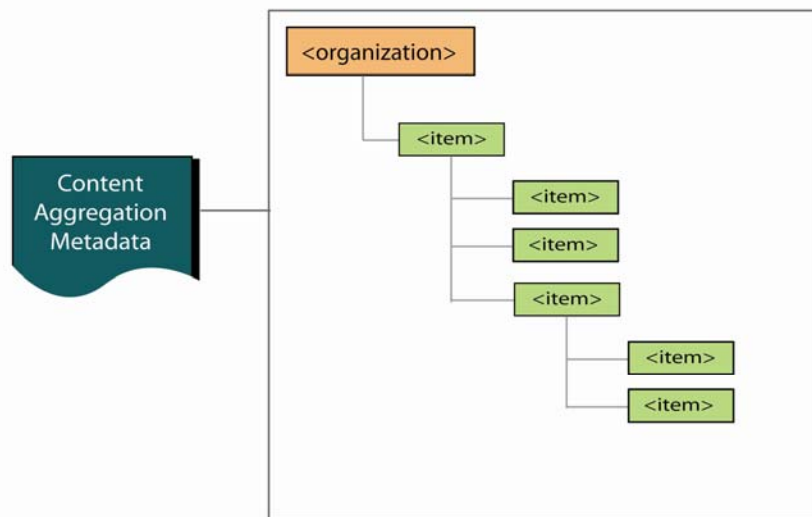 <organization>
<item>
Content
Aggregation
Metadata
<item>
<item>
<item>
<item>
<item>